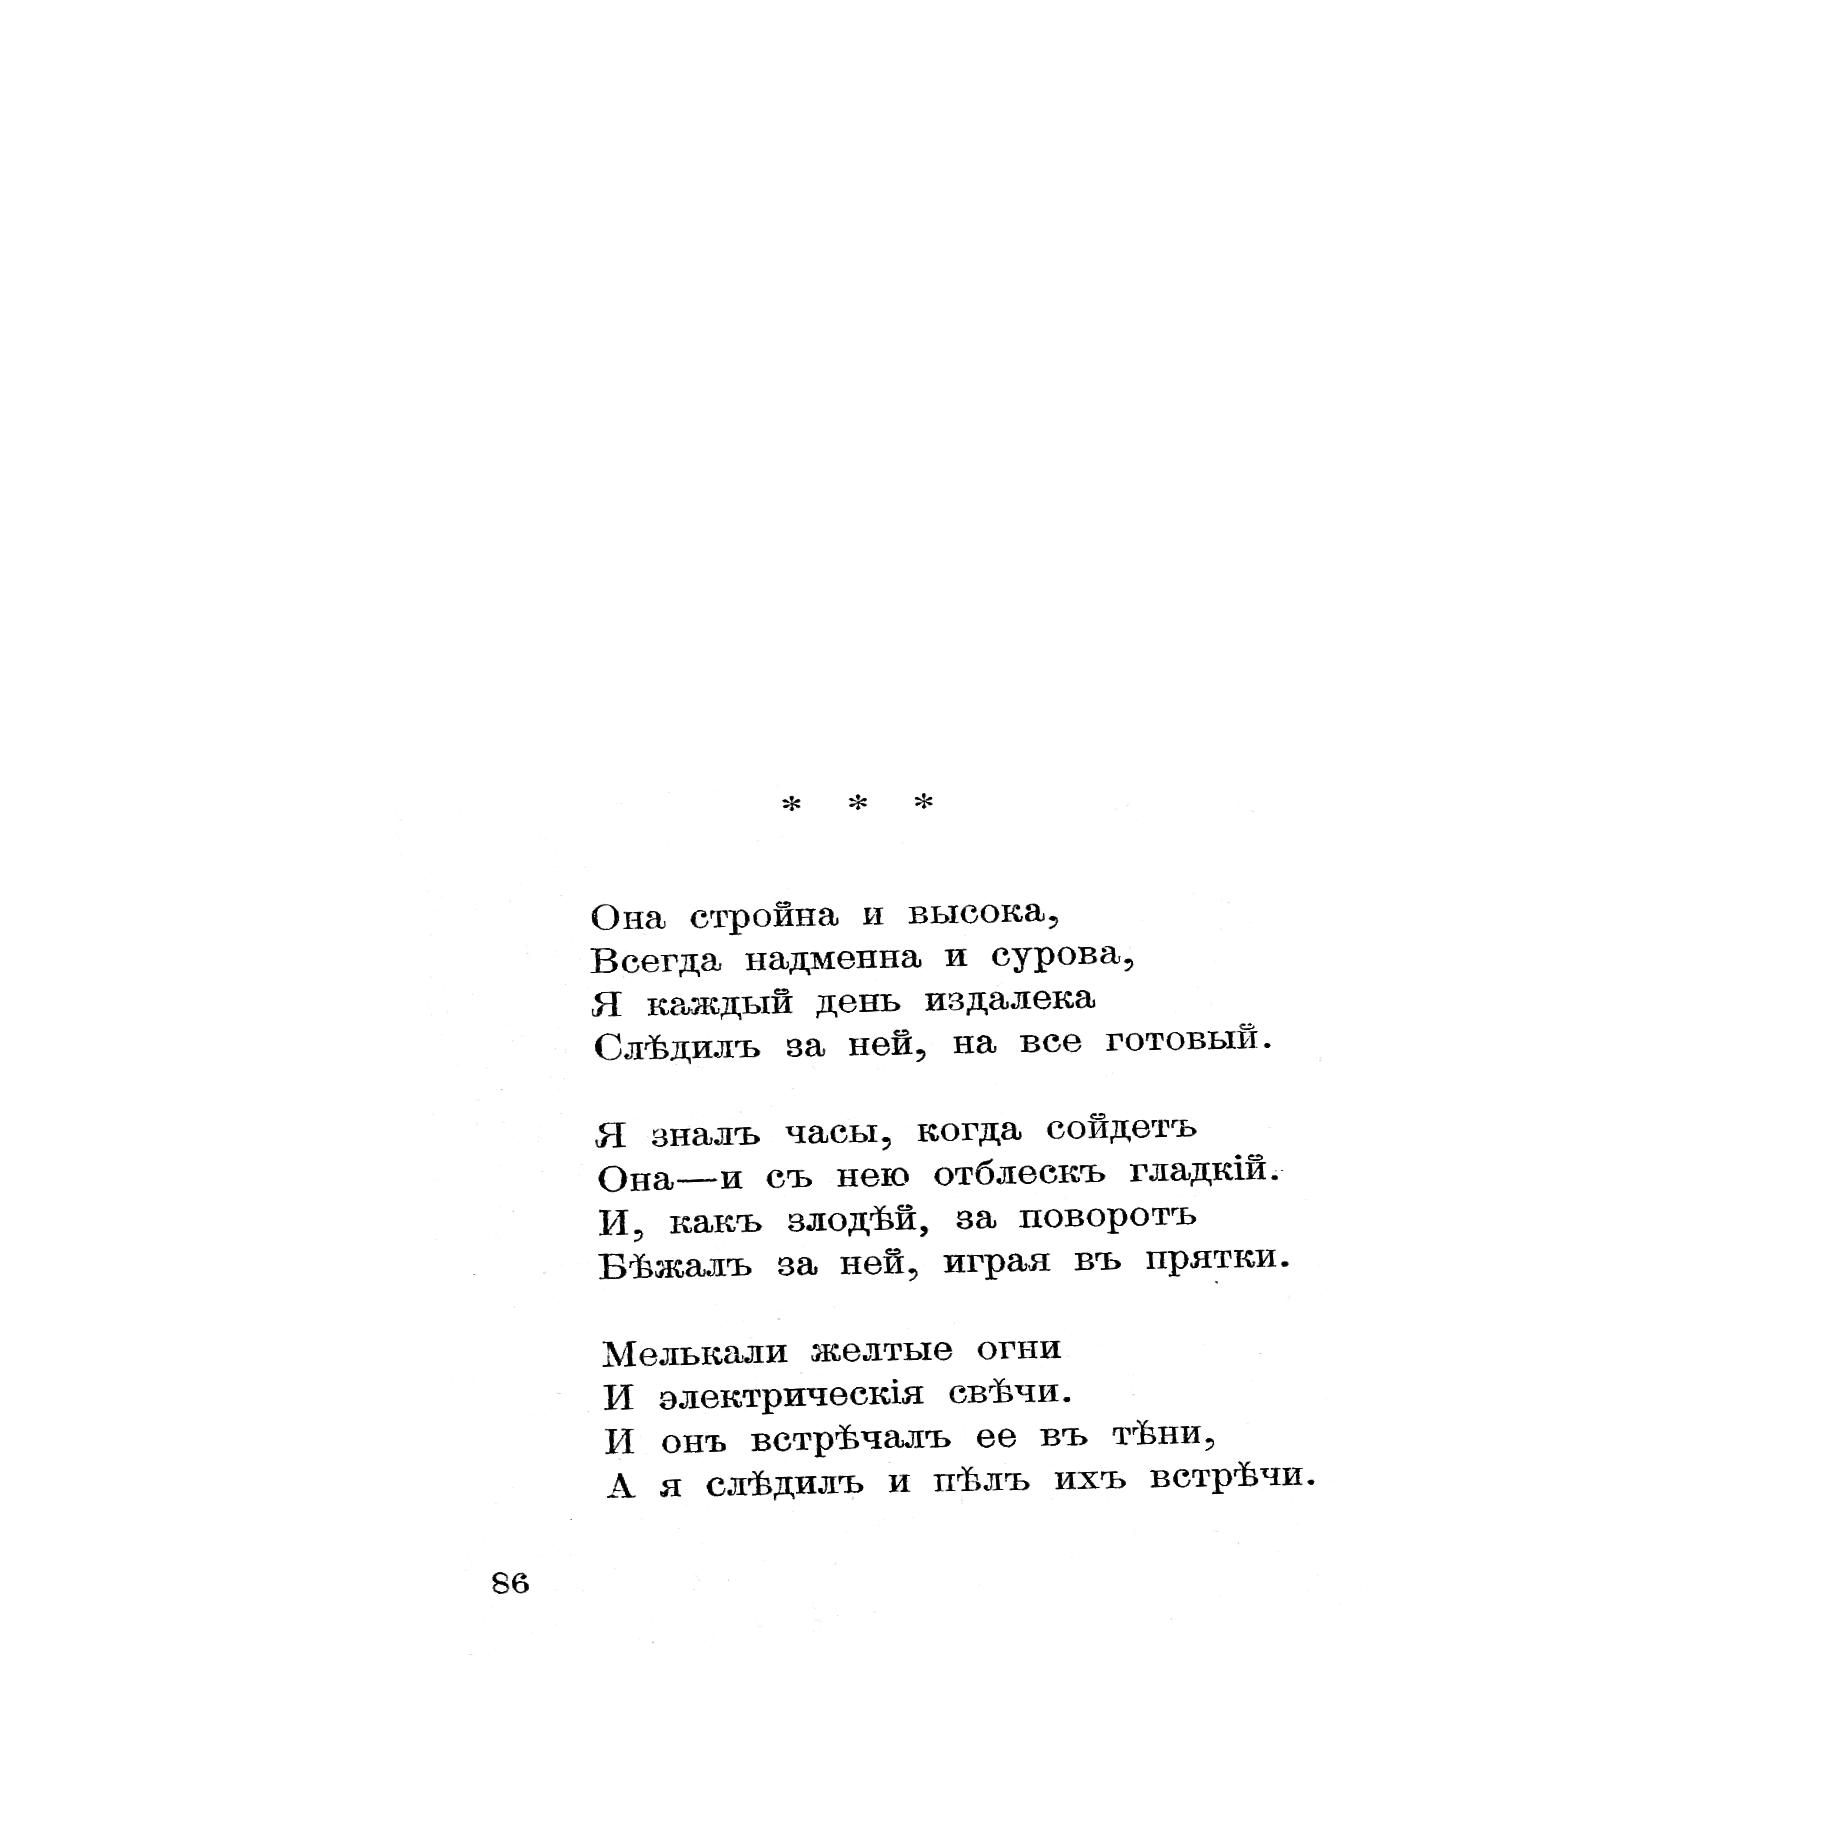 * * *
Она стройна и высока,
Всегда надменна и сурова,
Я каждый день издалека
Слѣдилъ за ней, на все готовый.
Я зналъ часы, когда сойдетъ
Она—и съ нею отблескъ гладкій.
И, какъ злодѣй, за поворотъ
Бѣжалъ за ней, играя въ прятки.
Мелькали желтые огни
И электрическія свѣчи.
И онъ встрѣчалъ ее въ тѣни,
А я слѣдилъ и пѣлъ ихъ встрѣчи.
86